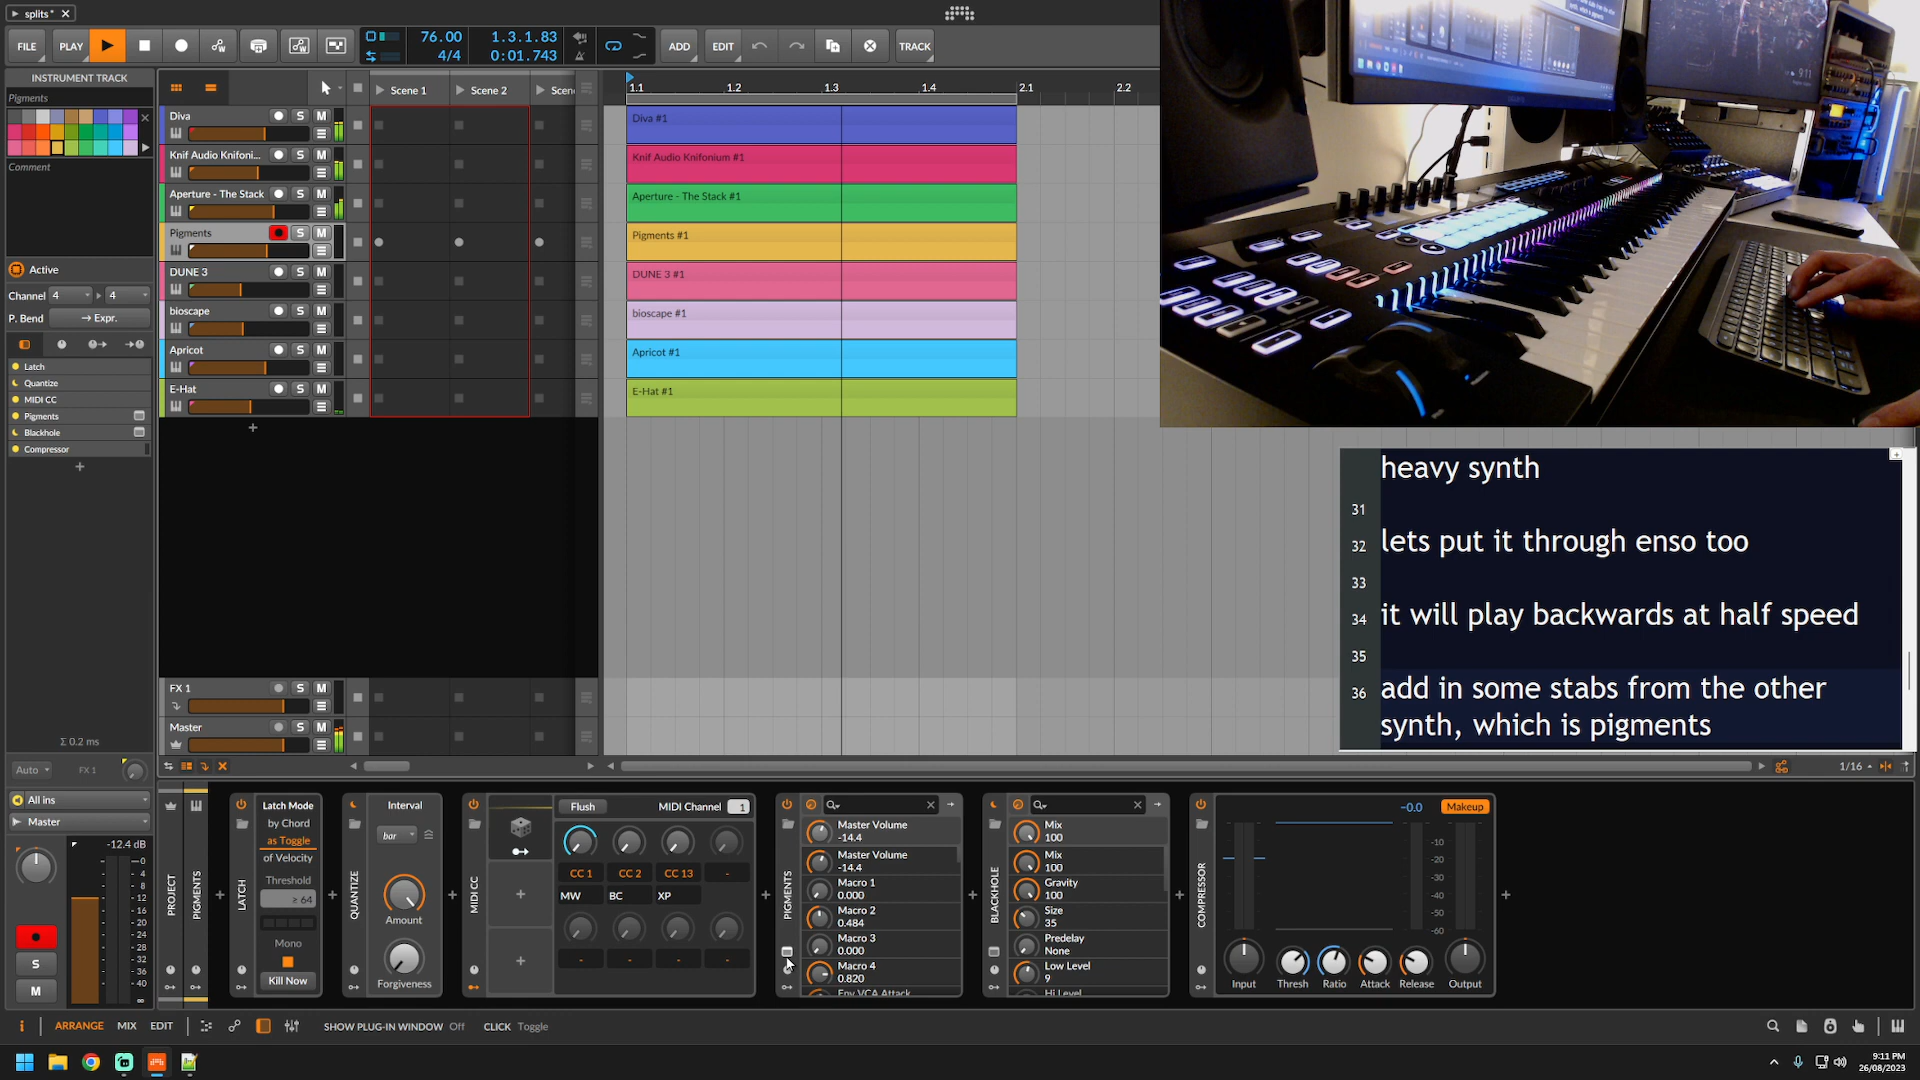 splits*
FILE
PLAY
76.00
4/4
1.3.1.83
0:01.743
ADD
EDIT
TRACK
INSTRUMENT TRACK
Pigments
Comment
Active
Channel 4 4
P. Bend → Expr.
Latch
Quantize
MIDI CC
Pigments
Blackhole
Compressor
Σ 0.2 ms
Auto FX 1
All ins
Master
-12.4 dB
S
M
Scene 1 Scene 2
Diva S M
Knif Audio Knifoni... S M
Aperture - The Stack S M
Pigments S M
DUNE 3 S M
bioscape S M
Apricot S M
E-Hat S M
FX 1 S M
Master S M
1.1 1.2 1.3 1.4 2.1 2.2
Diva #1
Knif Audio Knifonium #1
Aperture - The Stack #1
Pigments #1
DUNE 3 #1
bioscape #1
Apricot #1
E-Hat #1
heavy synth
31
32 lets put it through enso too
33
34 it will play backwards at half speed
35
36 add in some stabs from the other
synth, which is pigments
1/16
PROJECT
PIGMENTS
LATCH
Latch Mode
by Chord
as Toggle
of Velocity
Threshold
≥ 64
Mono
Kill Now
QUANTIZE
Interval
bar
Amount
Forgiveness
MIDI CC
Flush MIDI Channel 1
CC 1 CC 2 CC 13 -
MW BC XP
- - - -
PIGMENTS
Master Volume
-14.4
Master Volume
-14.4
Macro 1
0.000
Macro 2
0.484
Macro 3
0.000
Macro 4
0.820
Env VCA Attack
BLACKHOLE
Mix
100
Mix
100
Gravity
100
Size
35
Predelay
None
Low Level
9
Hi Level
COMPRESSOR
-0.0 Makeup
-10
-20
-30
-40
-50
-60
Input Thresh Ratio Attack Release Output
ARRANGE MIX EDIT
SHOW PLUG-IN WINDOW Off CLICK Toggle
9:11 PM
26/08/2023